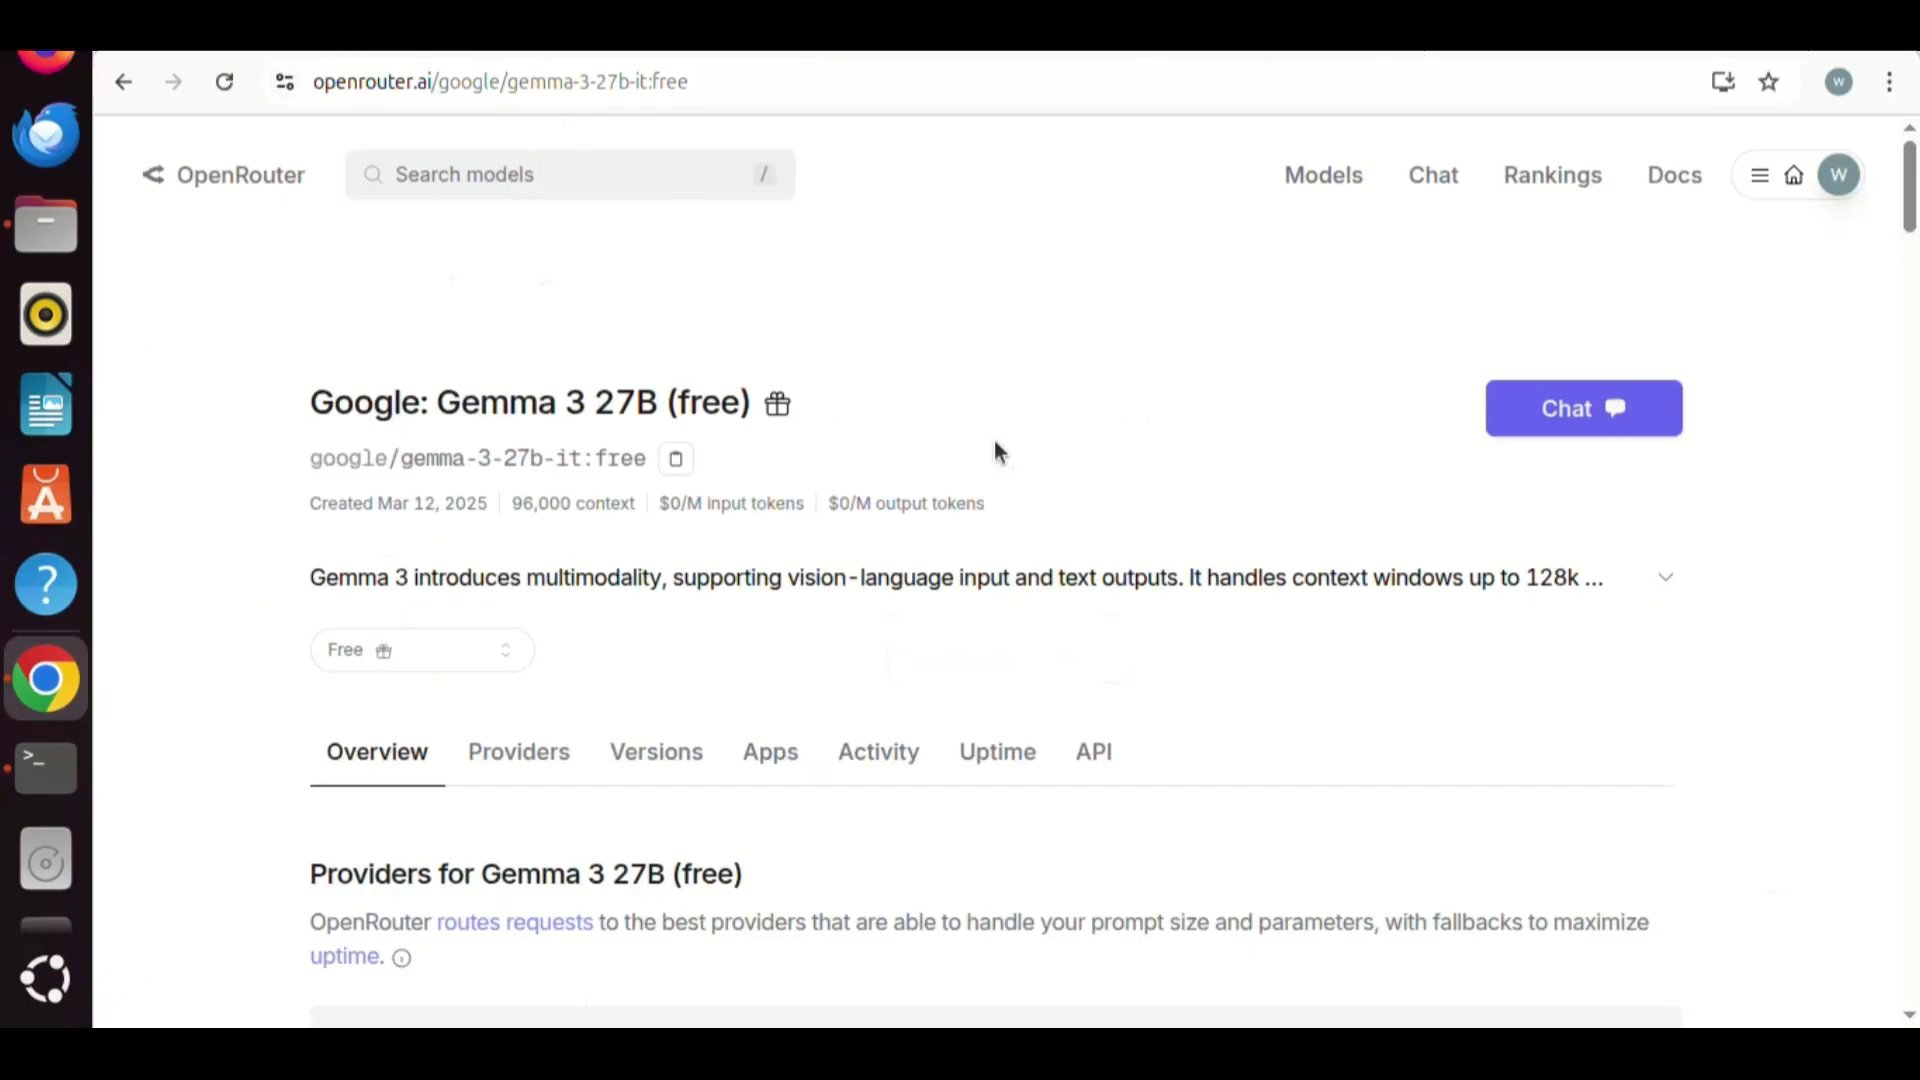 openrouter.ai/google/gemma-3-27b-it:free
W
OpenRouter
Search models
/
Models
Chat
Rankings
Docs
W
Google: Gemma 3 27B (free)
Chat
google/gemma-3-27b-it:free
Created Mar 12, 2025
96,000 context
$0/M input tokens
$0/M output tokens
Gemma 3 introduces multimodality, supporting vision-language input and text outputs. It handles context windows up to 128k ...
Free
Overview
Providers
Versions
Apps
Activity
Uptime
API
Providers for Gemma 3 27B (free)
OpenRouter routes requests to the best providers that are able to handle your prompt size and parameters, with fallbacks to maximize
uptime.